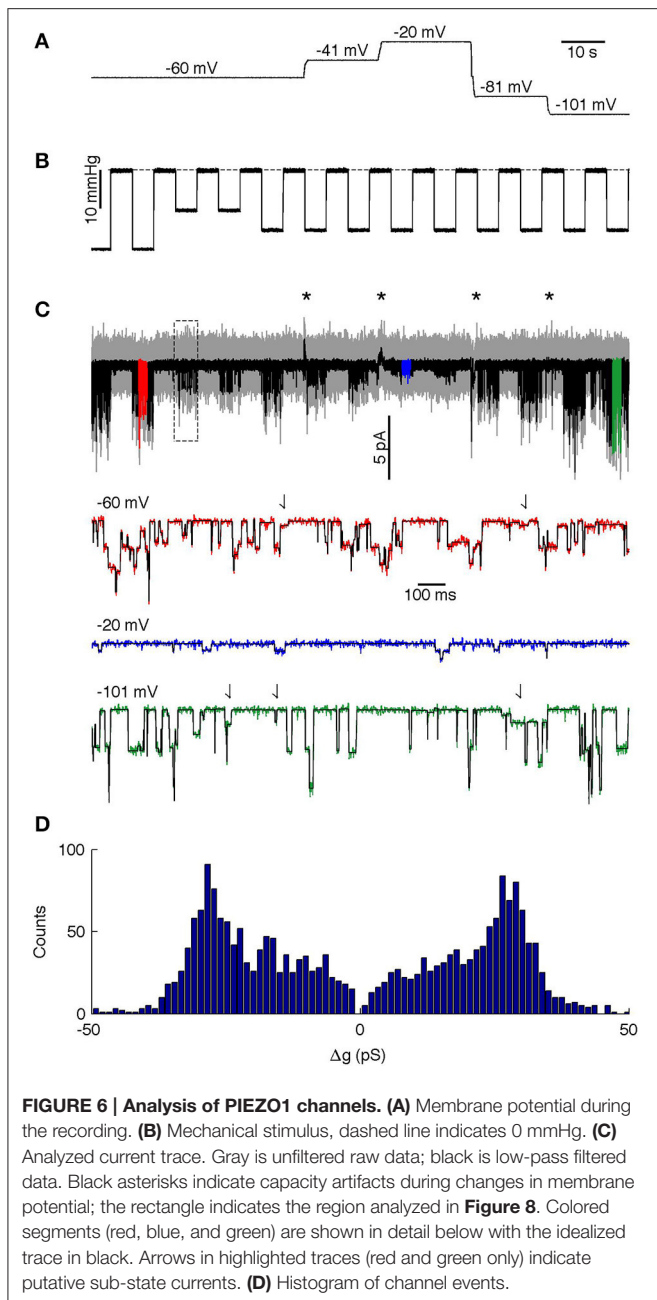 A
-60 mV
-41 mV
-20 mV
-81 mV
-101 mV
10 s
B
10 mmHg
C
* * * *
5 pA
-60 mV
100 ms
-20 mV
-101 mV
D
100
50
0
Counts
-50 0 50
Δg (pS)
FIGURE 6 | Analysis of PIEZO1 channels. (A) Membrane potential during
the recording. (B) Mechanical stimulus, dashed line indicates 0 mmHg. (C)
Analyzed current trace. Gray is unfiltered raw data; black is low-pass filtered
data. Black asterisks indicate capacity artifacts during changes in membrane
potential; the rectangle indicates the region analyzed in Figure 8. Colored
segments (red, blue, and green) are shown in detail below with the idealized
trace in black. Arrows in highlighted traces (red and green only) indicate
putative sub-state currents. (D) Histogram of channel events.